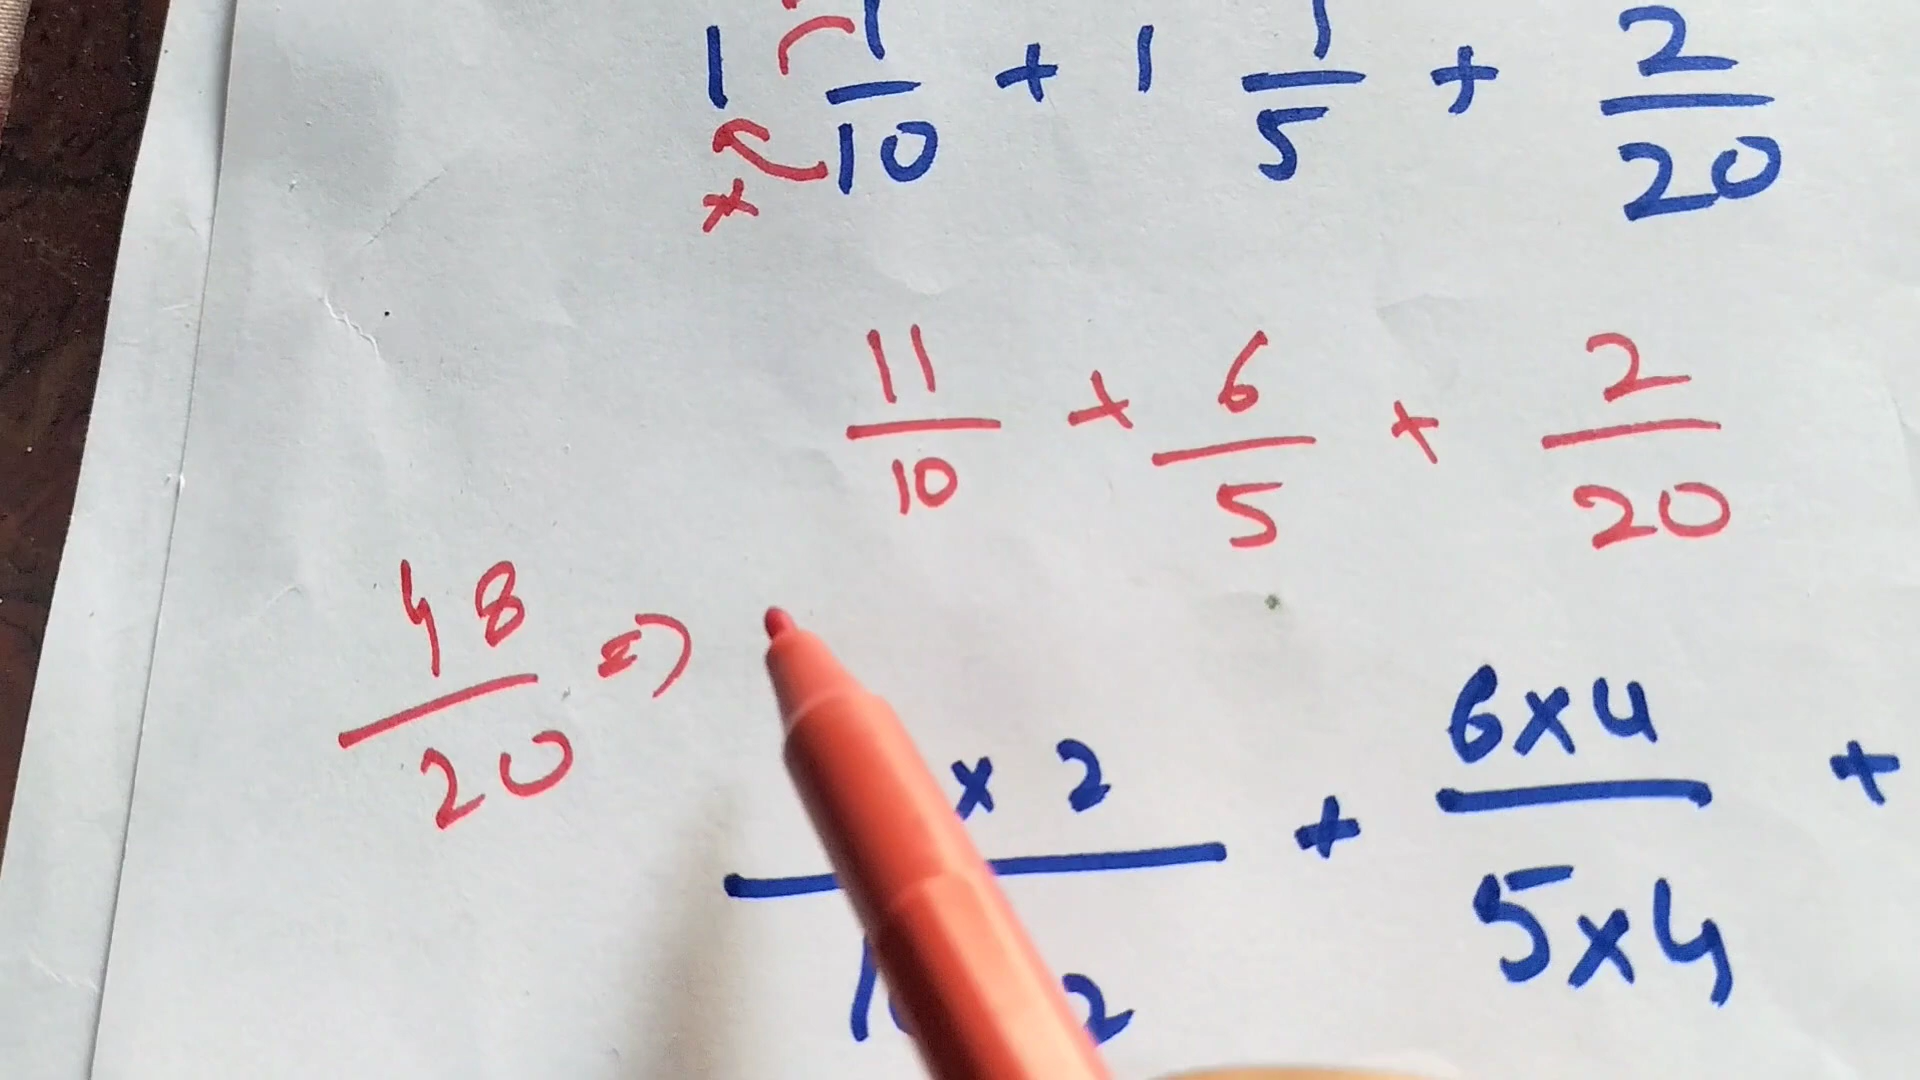 1 1/10 + 1 1/5 + 2/20
x
11/10 + 6/5 + 2/20
48/20 =>
x 2 + 6x4/5x4 +
2